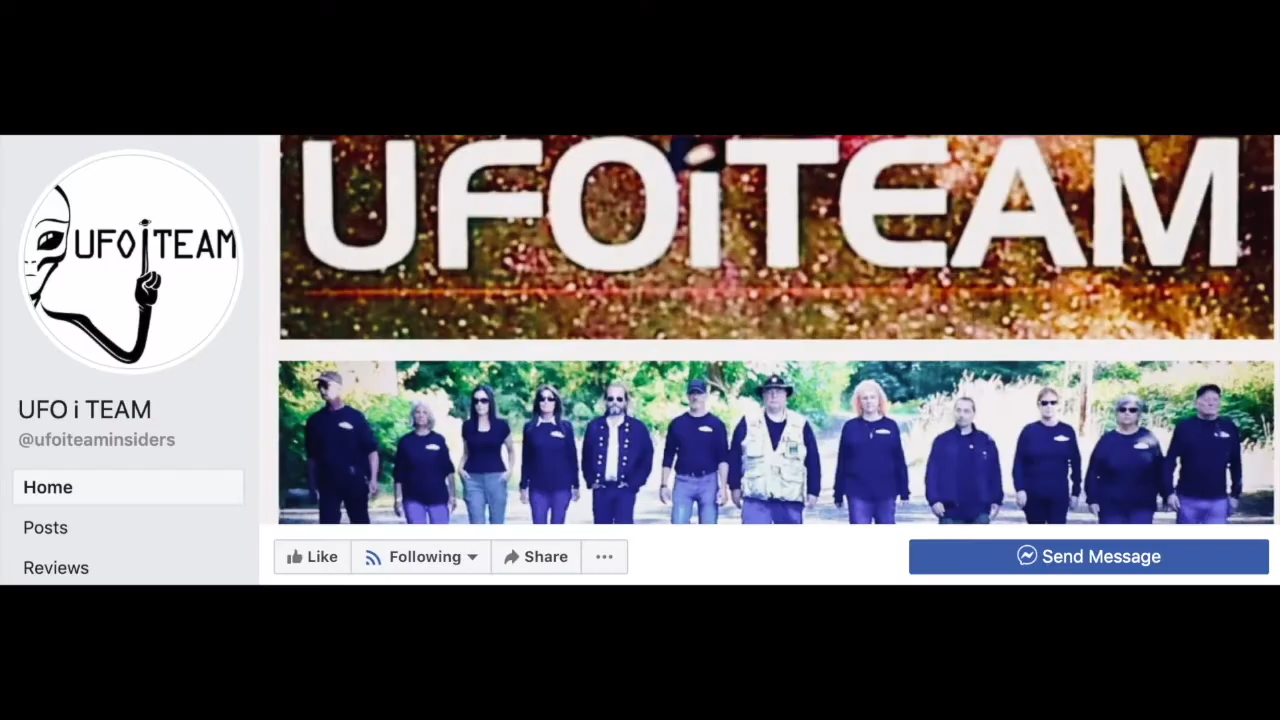 UFOiTEAM
UFOiTEAM
UFO i TEAM
@ufoiteaminsiders
Home
Posts
Reviews
Like
Following
Share
Send Message